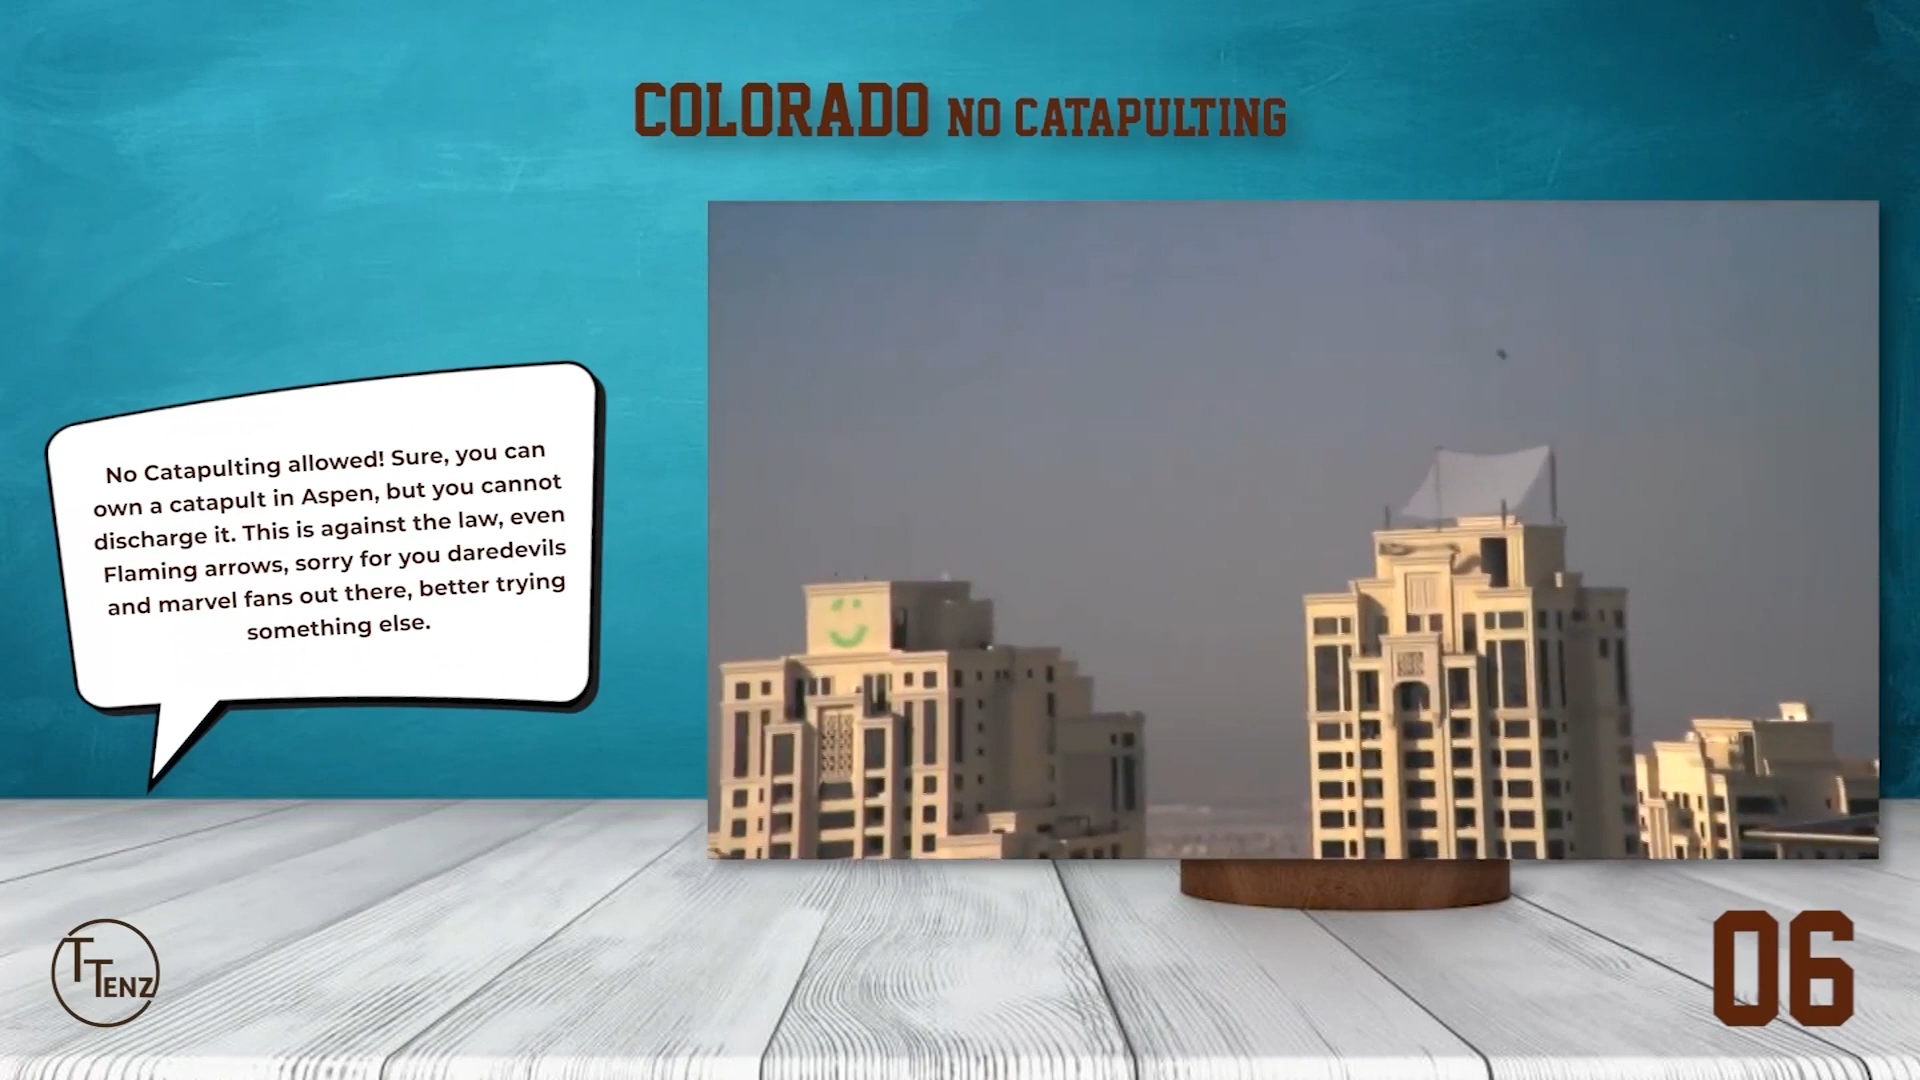 COLORADO NO CATAPULTING
No Catapulting allowed! Sure, you can
own a catapult in Aspen, but you cannot
discharge it. This is against the law, even
Flaming arrows, sorry for you daredevils
and marvel fans out there, better trying
something else.
T
TENZ
06